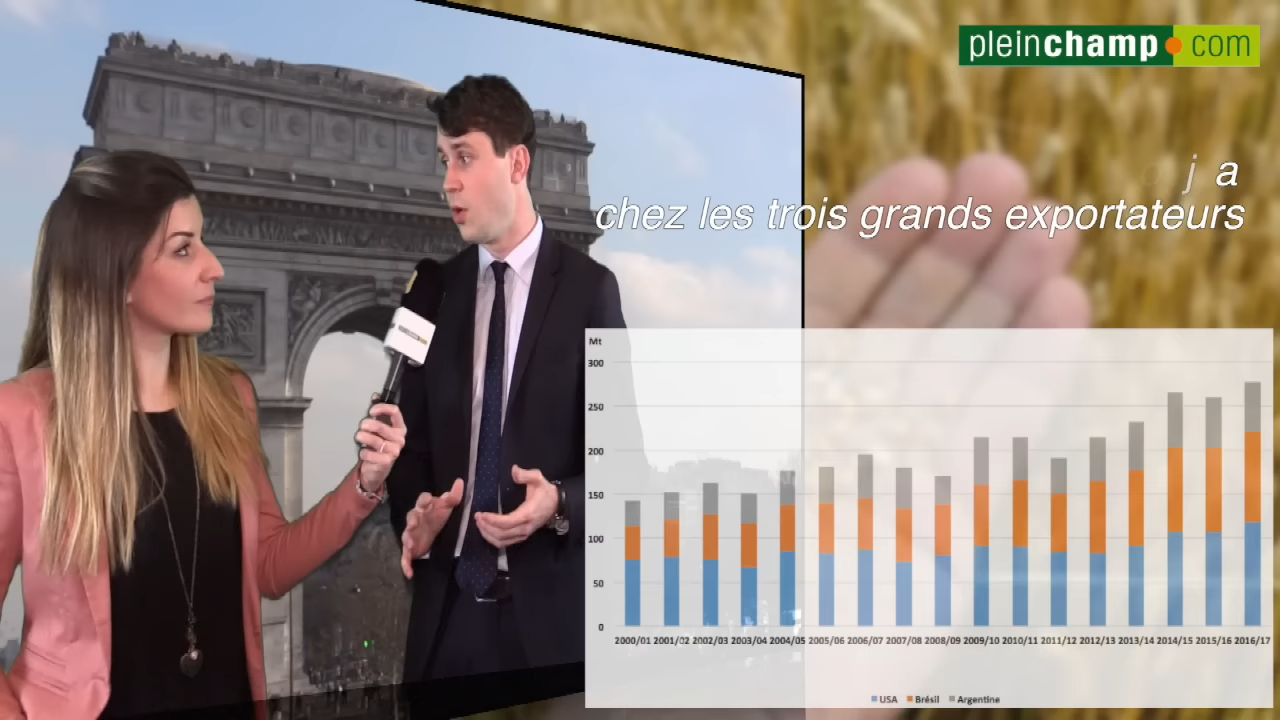 pleinchamp.com
j a
chez les trois grands exportateurs
Mt
300
250
200
150
100
50
0
2000/01 2001/02 2002/03 2003/04 2004/05 2005/06 2006/07 2007/08 2008/09 2009/10 2010/11 2011/12 2012/13 2013/14 2014/15 2015/16 2016/17
USA Brésil Argentine